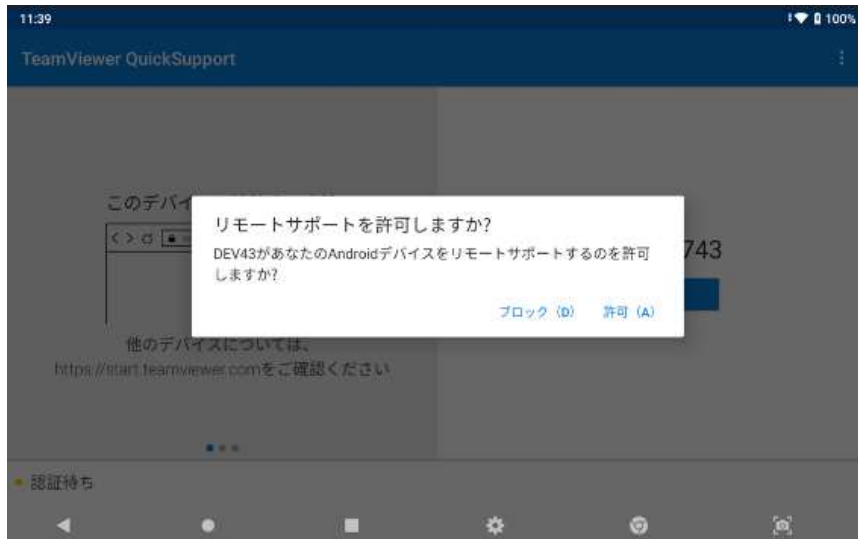 11:39
100%
TeamViewer QuickSupport
このデバイ
リモートサポートを許可しますか?
DEV43があなたのAndroidデバイスをリモートサポートするのを許可
しますか?
743
ブロック (D)
許可 (A)
他のデバイスについては、
https://start.teamviewer.comをご確認ください
認証待ち